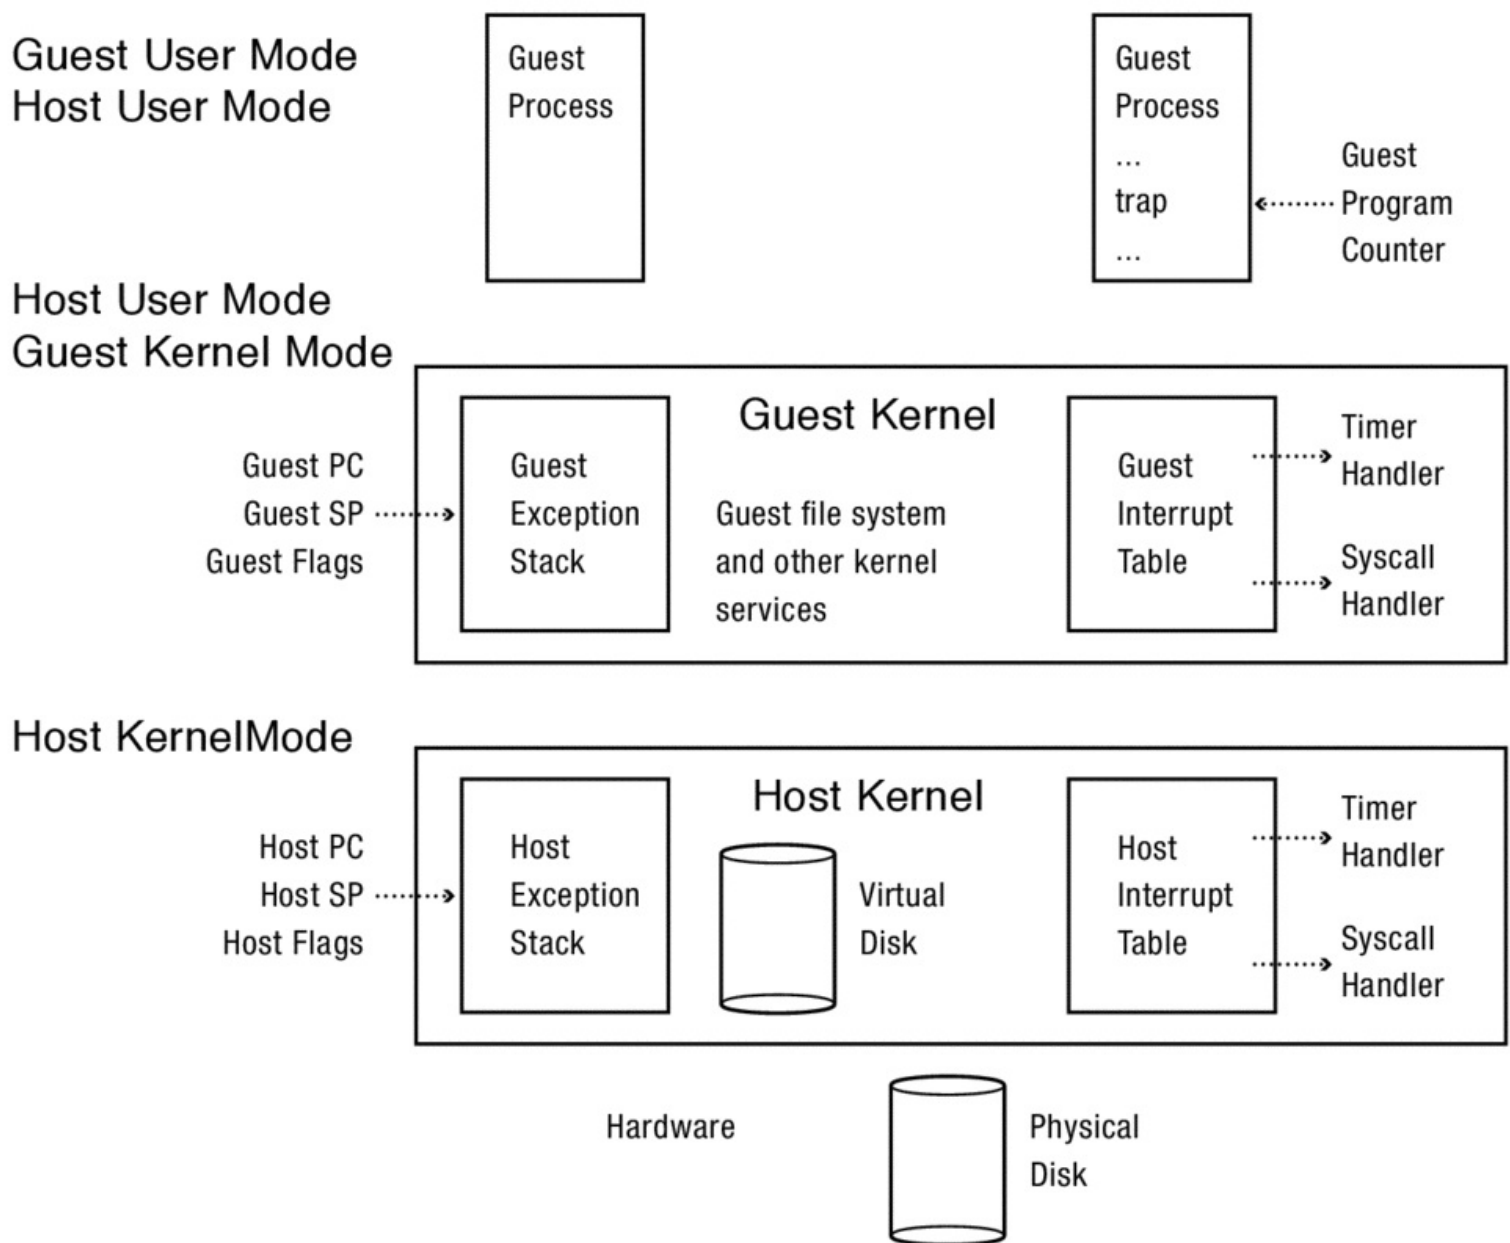 Guest User Mode
Host User Mode
Guest
Process
Guest
Process
...
trap
...
Guest
Program
Counter
Host User Mode
Guest Kernel Mode
Guest Kernel
Guest PC
Guest SP
Guest Flags
Guest
Exception
Stack
Guest file system
and other kernel
services
Guest
Interrupt
Table
Timer
Handler
Syscall
Handler
Host KernelMode
Host Kernel
Host PC
Host SP
Host Flags
Host
Exception
Stack
Virtual
Disk
Host
Interrupt
Table
Timer
Handler
Syscall
Handler
Hardware
Physical
Disk